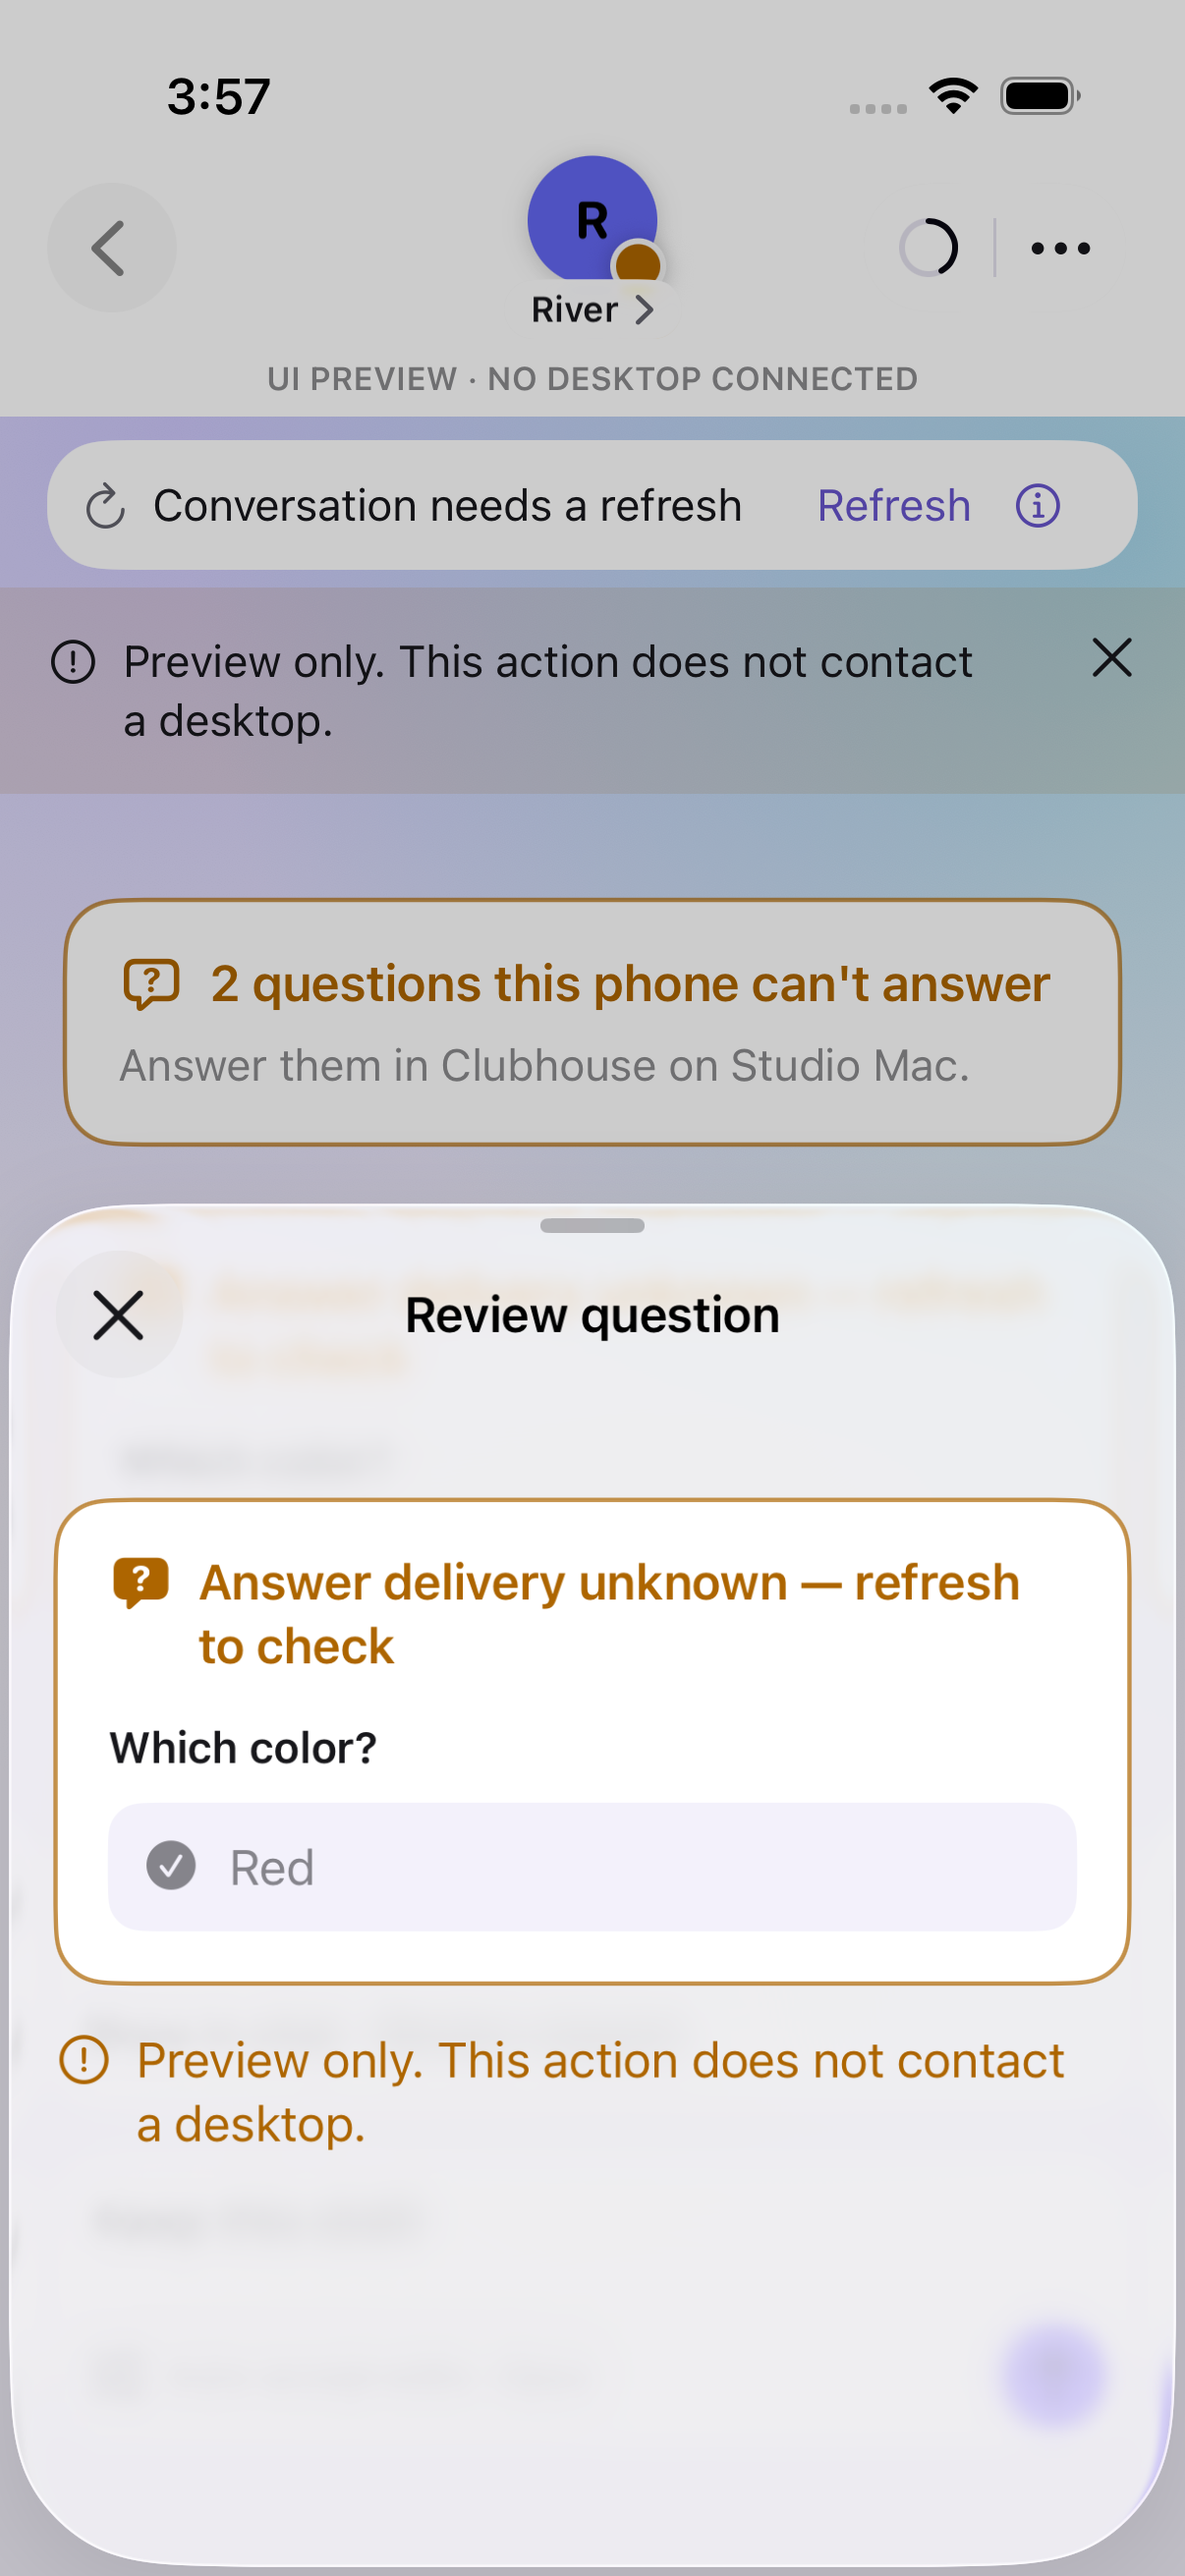 3:57
R
River
UI PREVIEW · NO DESKTOP CONNECTED
Conversation needs a refresh Refresh
Preview only. This action does not contact
a desktop.
2 questions this phone can't answer
Answer them in Clubhouse on Studio Mac.
Review question
Answer delivery unknown — refresh
to check
Which color?
Red
Preview only. This action does not contact
a desktop.